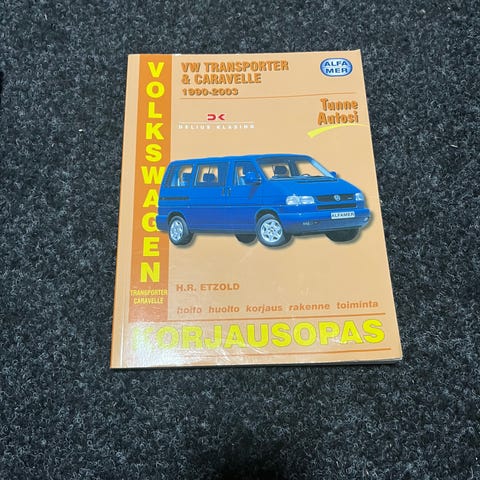 VOLKSWAGEN
TRANSPORTER
CARAVELLE
VW TRANSPORTER
& CARAVELLE
1990-2003
ALFA
MER
DELIUS KLASING
Tunne
Autosi
ALFAMER
H.R. ETZOLD
hoito huolto korjaus rakenne toiminta
KORJAUSOPAS